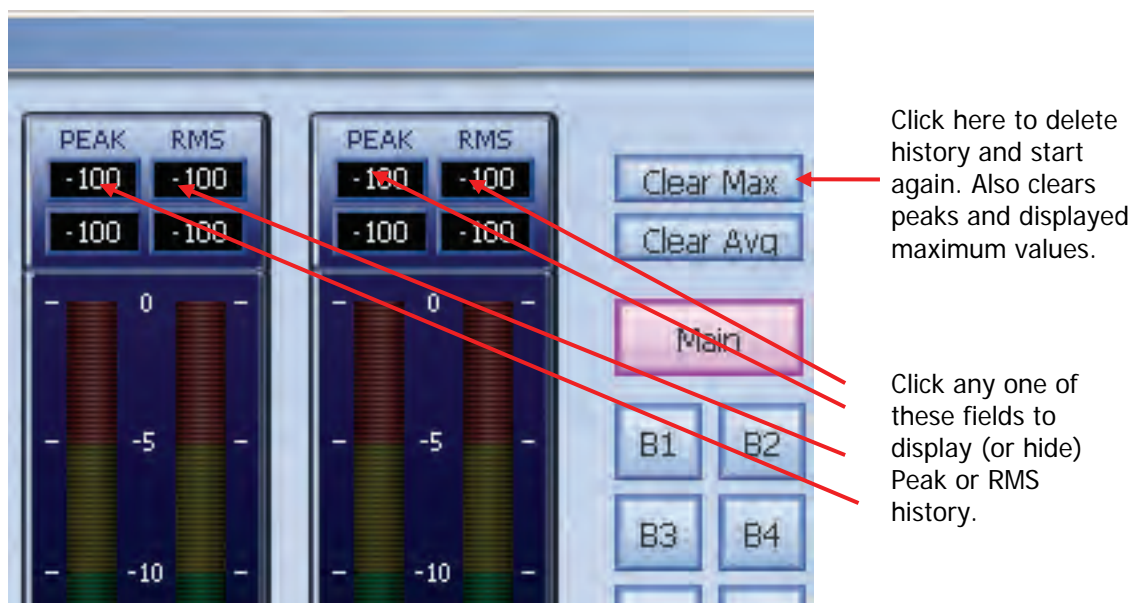 PEAK RMS PEAK RMS
-100 -100 -100 -100
-100 -100 -100 -100
Clear Max
Clear Avg
Click here to delete
history and start
again. Also clears
peaks and displayed
maximum values.
- 0 - - 0 -
Main
- -5 - - -5 -
B1 B2
B3 B4
- -10 - - -10 -
Click any one of
these fields to
display (or hide)
Peak or RMS
history.